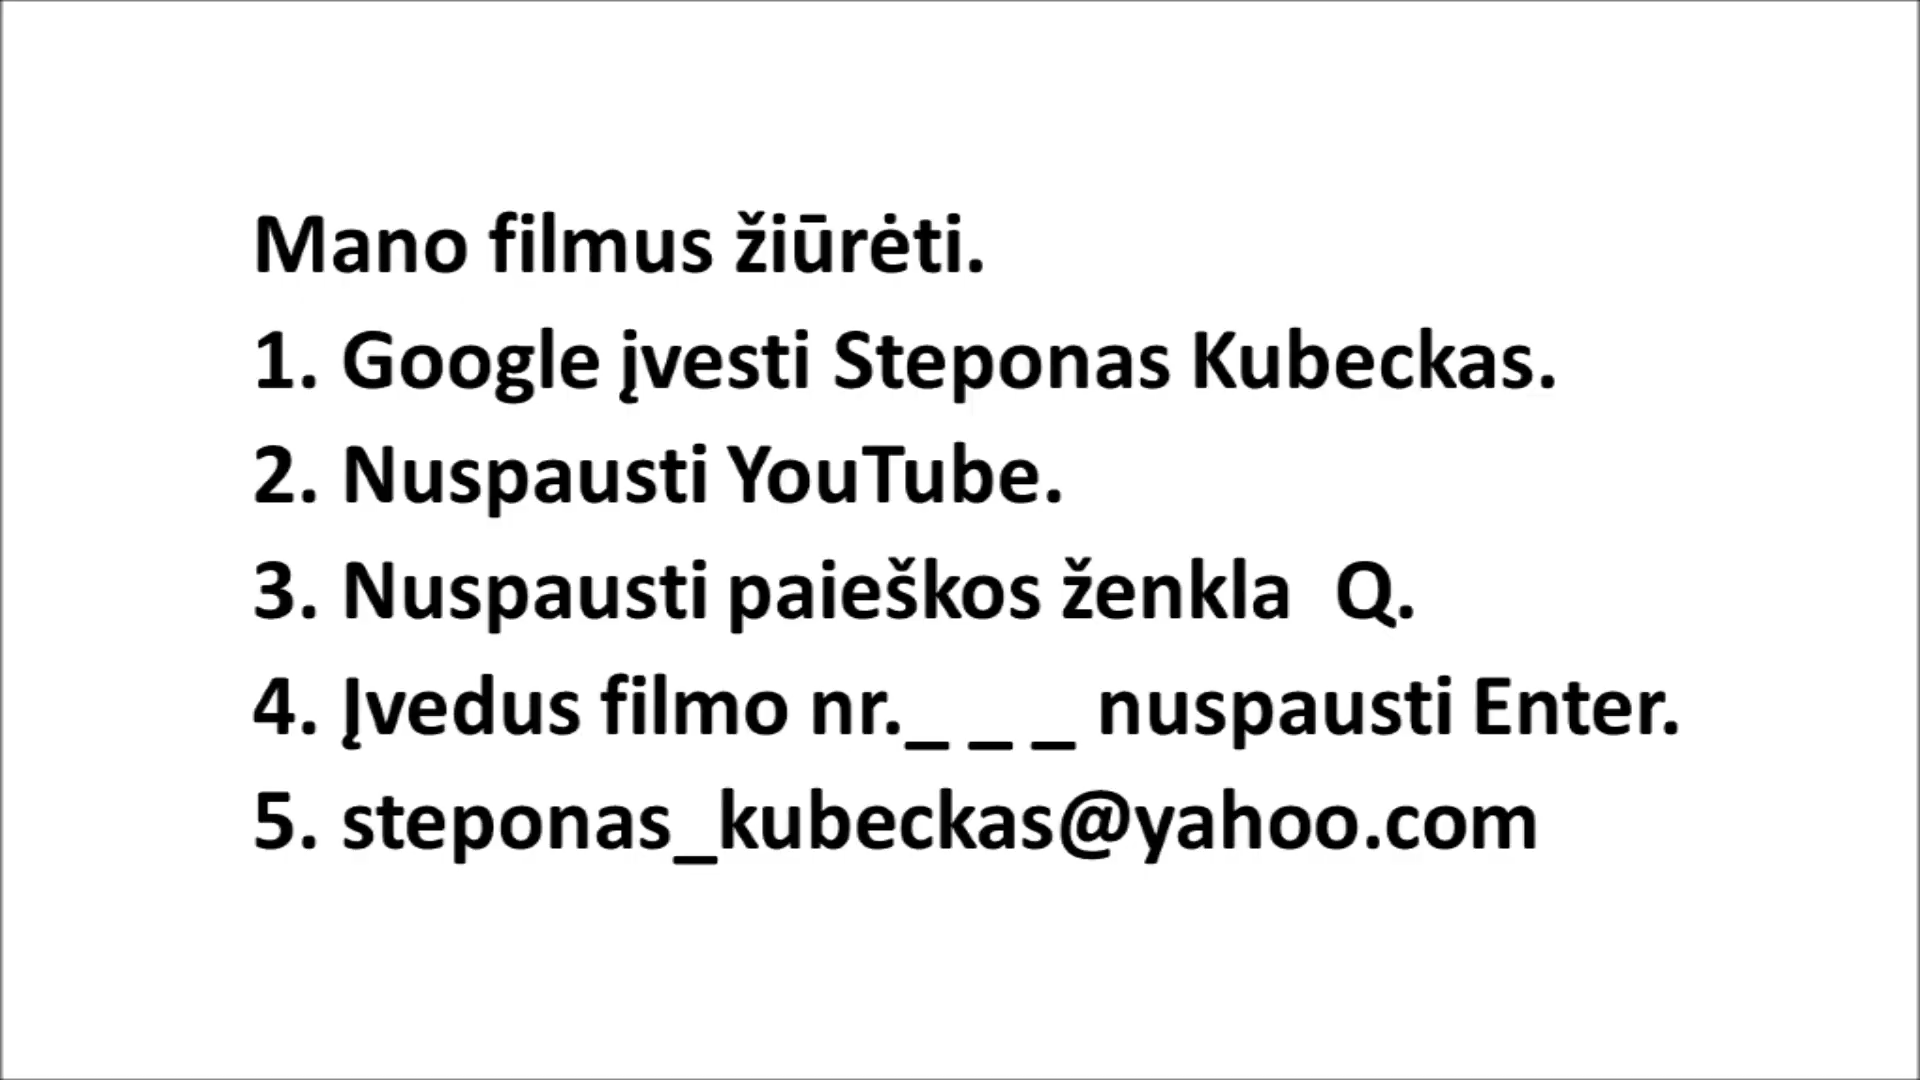 Mano filmus žiūrėti.
1. Google įvesti Steponas Kubeckas.
2. Nuspausti YouTube.
3. Nuspausti paieškos ženkla  Q.
4. Įvedus filmo nr._ _ _ nuspausti Enter.
5. steponas_kubeckas@yahoo.com